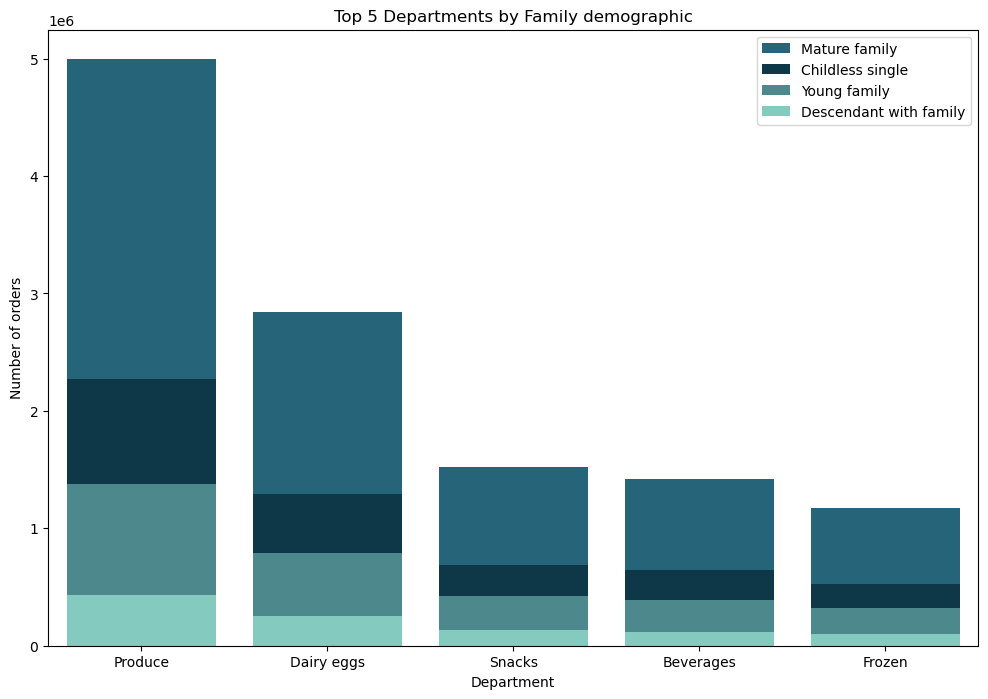 Top 5 Departments by Family demographic
1e6
Mature family
Childless single
Young family
Descendant with family
5
4
3
2
1
0
Number of orders
Produce
Dairy eggs
Snacks
Beverages
Frozen
Department